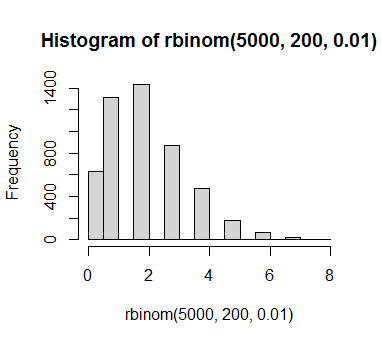 Histogram of rbinom(5000, 200, 0.01)
Frequency
1400
800
400
0
0 2 4 6 8
rbinom(5000, 200, 0.01)